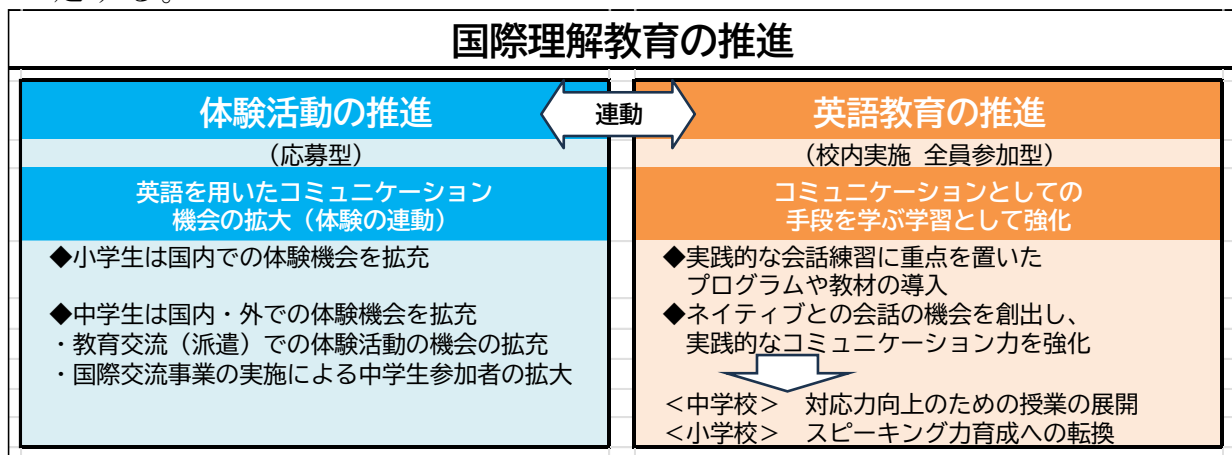 国際理解教育の推進
体験活動の推進
連動
英語教育の推進
(応募型)
(校内実施 全員参加型)
英語を用いたコミュニケーション
機会の拡大(体験の連動)
コミュニケーションとしての
手段を学ぶ学習として強化
◆小学生は国内での体験機会を拡充
◆中学生は国内・外での体験機会を拡充
・教育交流(派遣)での体験活動の機会の拡充
・国際交流事業の実施による中学生参加者の拡大
◆実践的な会話練習に重点を置いた
プログラムや教材の導入
◆ネイティブとの会話の機会を創出し、
実践的なコミュニケーション力を強化
<中学校> 対応力向上のための授業の展開
<小学校> スピーキング力育成への転換